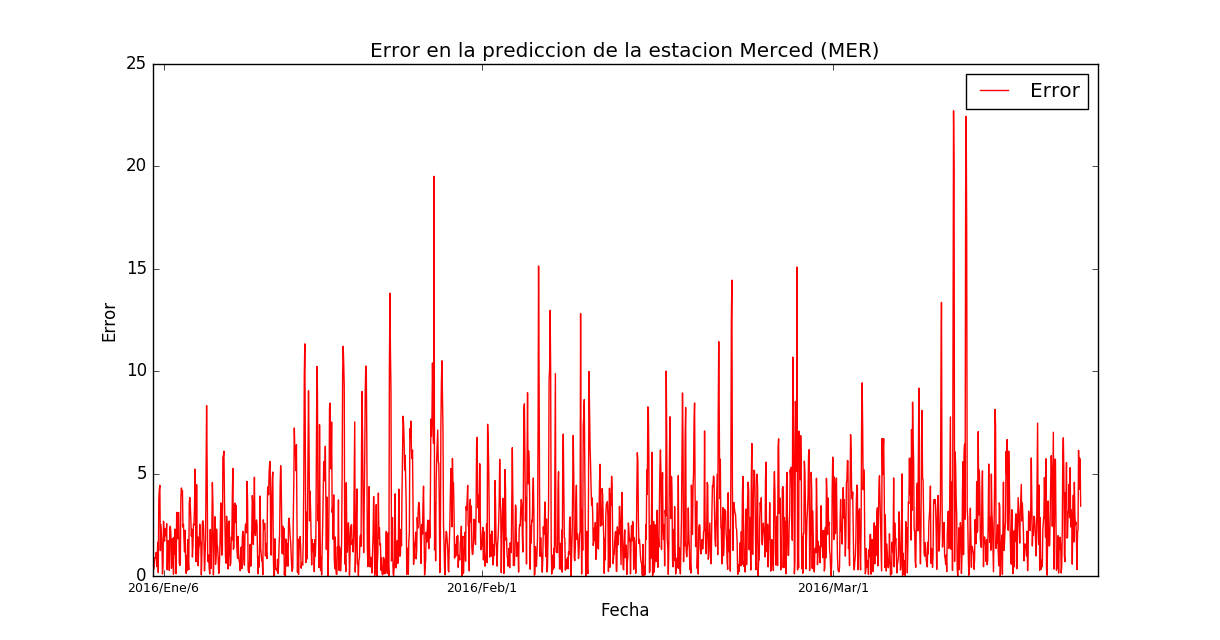 Error en la prediccion de la estacion Merced (MER)
Error
25
20
15
10
5
0
Error
2016/Ene/6
2016/Feb/1
2016/Mar/1
Fecha